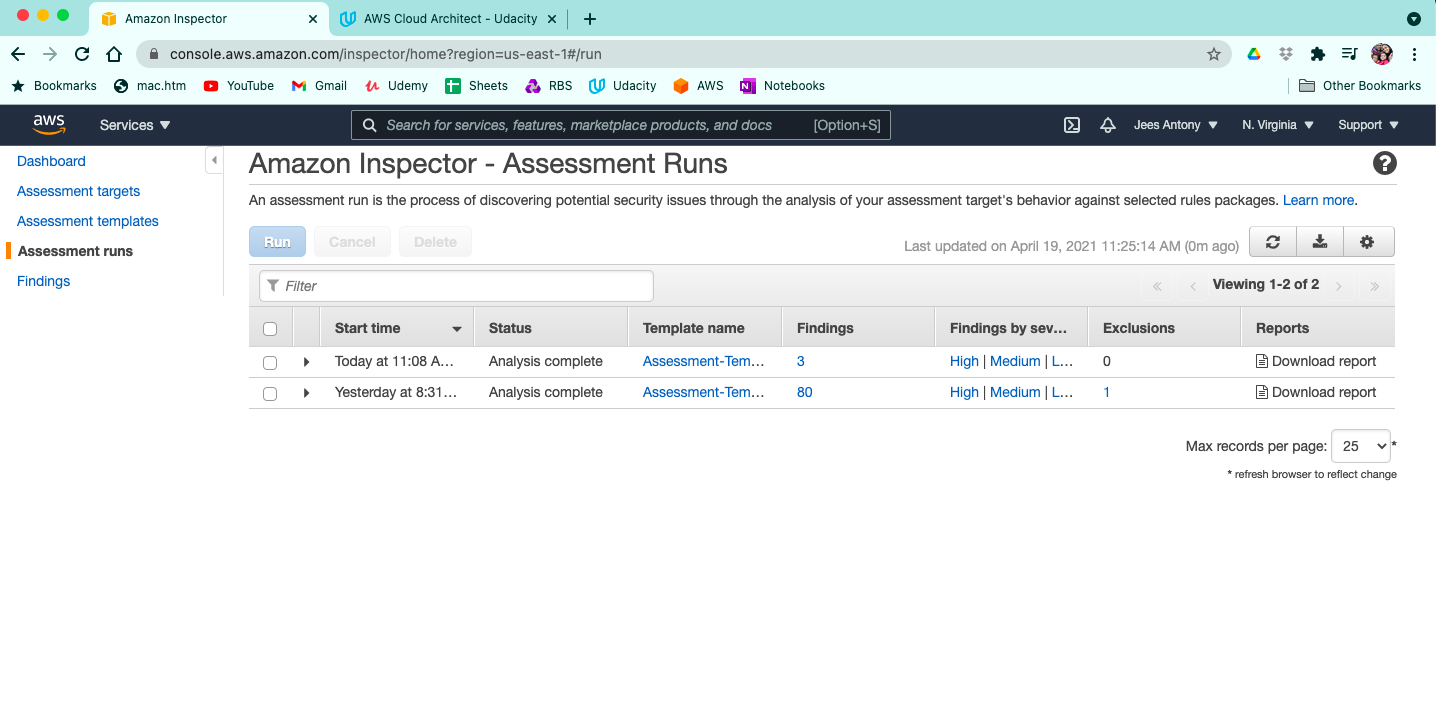 Amazon Inspector
AWS Cloud Architect - Udacity
console.aws.amazon.com/inspector/home?region=us-east-1#/run
Bookmarks mac.htm YouTube Gmail Udemy Sheets RBS Udacity AWS Notebooks Other Bookmarks
aws Services Search for services, features, marketplace products, and docs [Option+S] Jees Antony N. Virginia Support
Dashboard
Assessment targets
Assessment templates
Assessment runs
Findings
Amazon Inspector - Assessment Runs
An assessment run is the process of discovering potential security issues through the analysis of your assessment target's behavior against selected rules packages. Learn more.
Run Cancel Delete Last updated on April 19, 2021 11:25:14 AM (0m ago)
Filter Viewing 1-2 of 2
Start time Status Template name Findings Findings by sev... Exclusions Reports
Today at 11:08 A... Analysis complete Assessment-Tem... 3 High | Medium | L... 0 Download report
Yesterday at 8:31... Analysis complete Assessment-Tem... 80 High | Medium | L... 1 Download report
Max records per page: 25 *
* refresh browser to reflect change